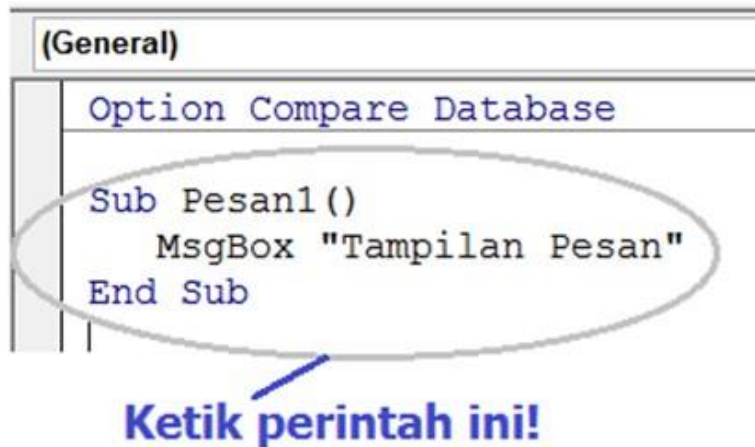 (General)
Option Compare Database
Sub Pesan1()
MsgBox "Tampilan Pesan"
End Sub
Ketik perintah ini!